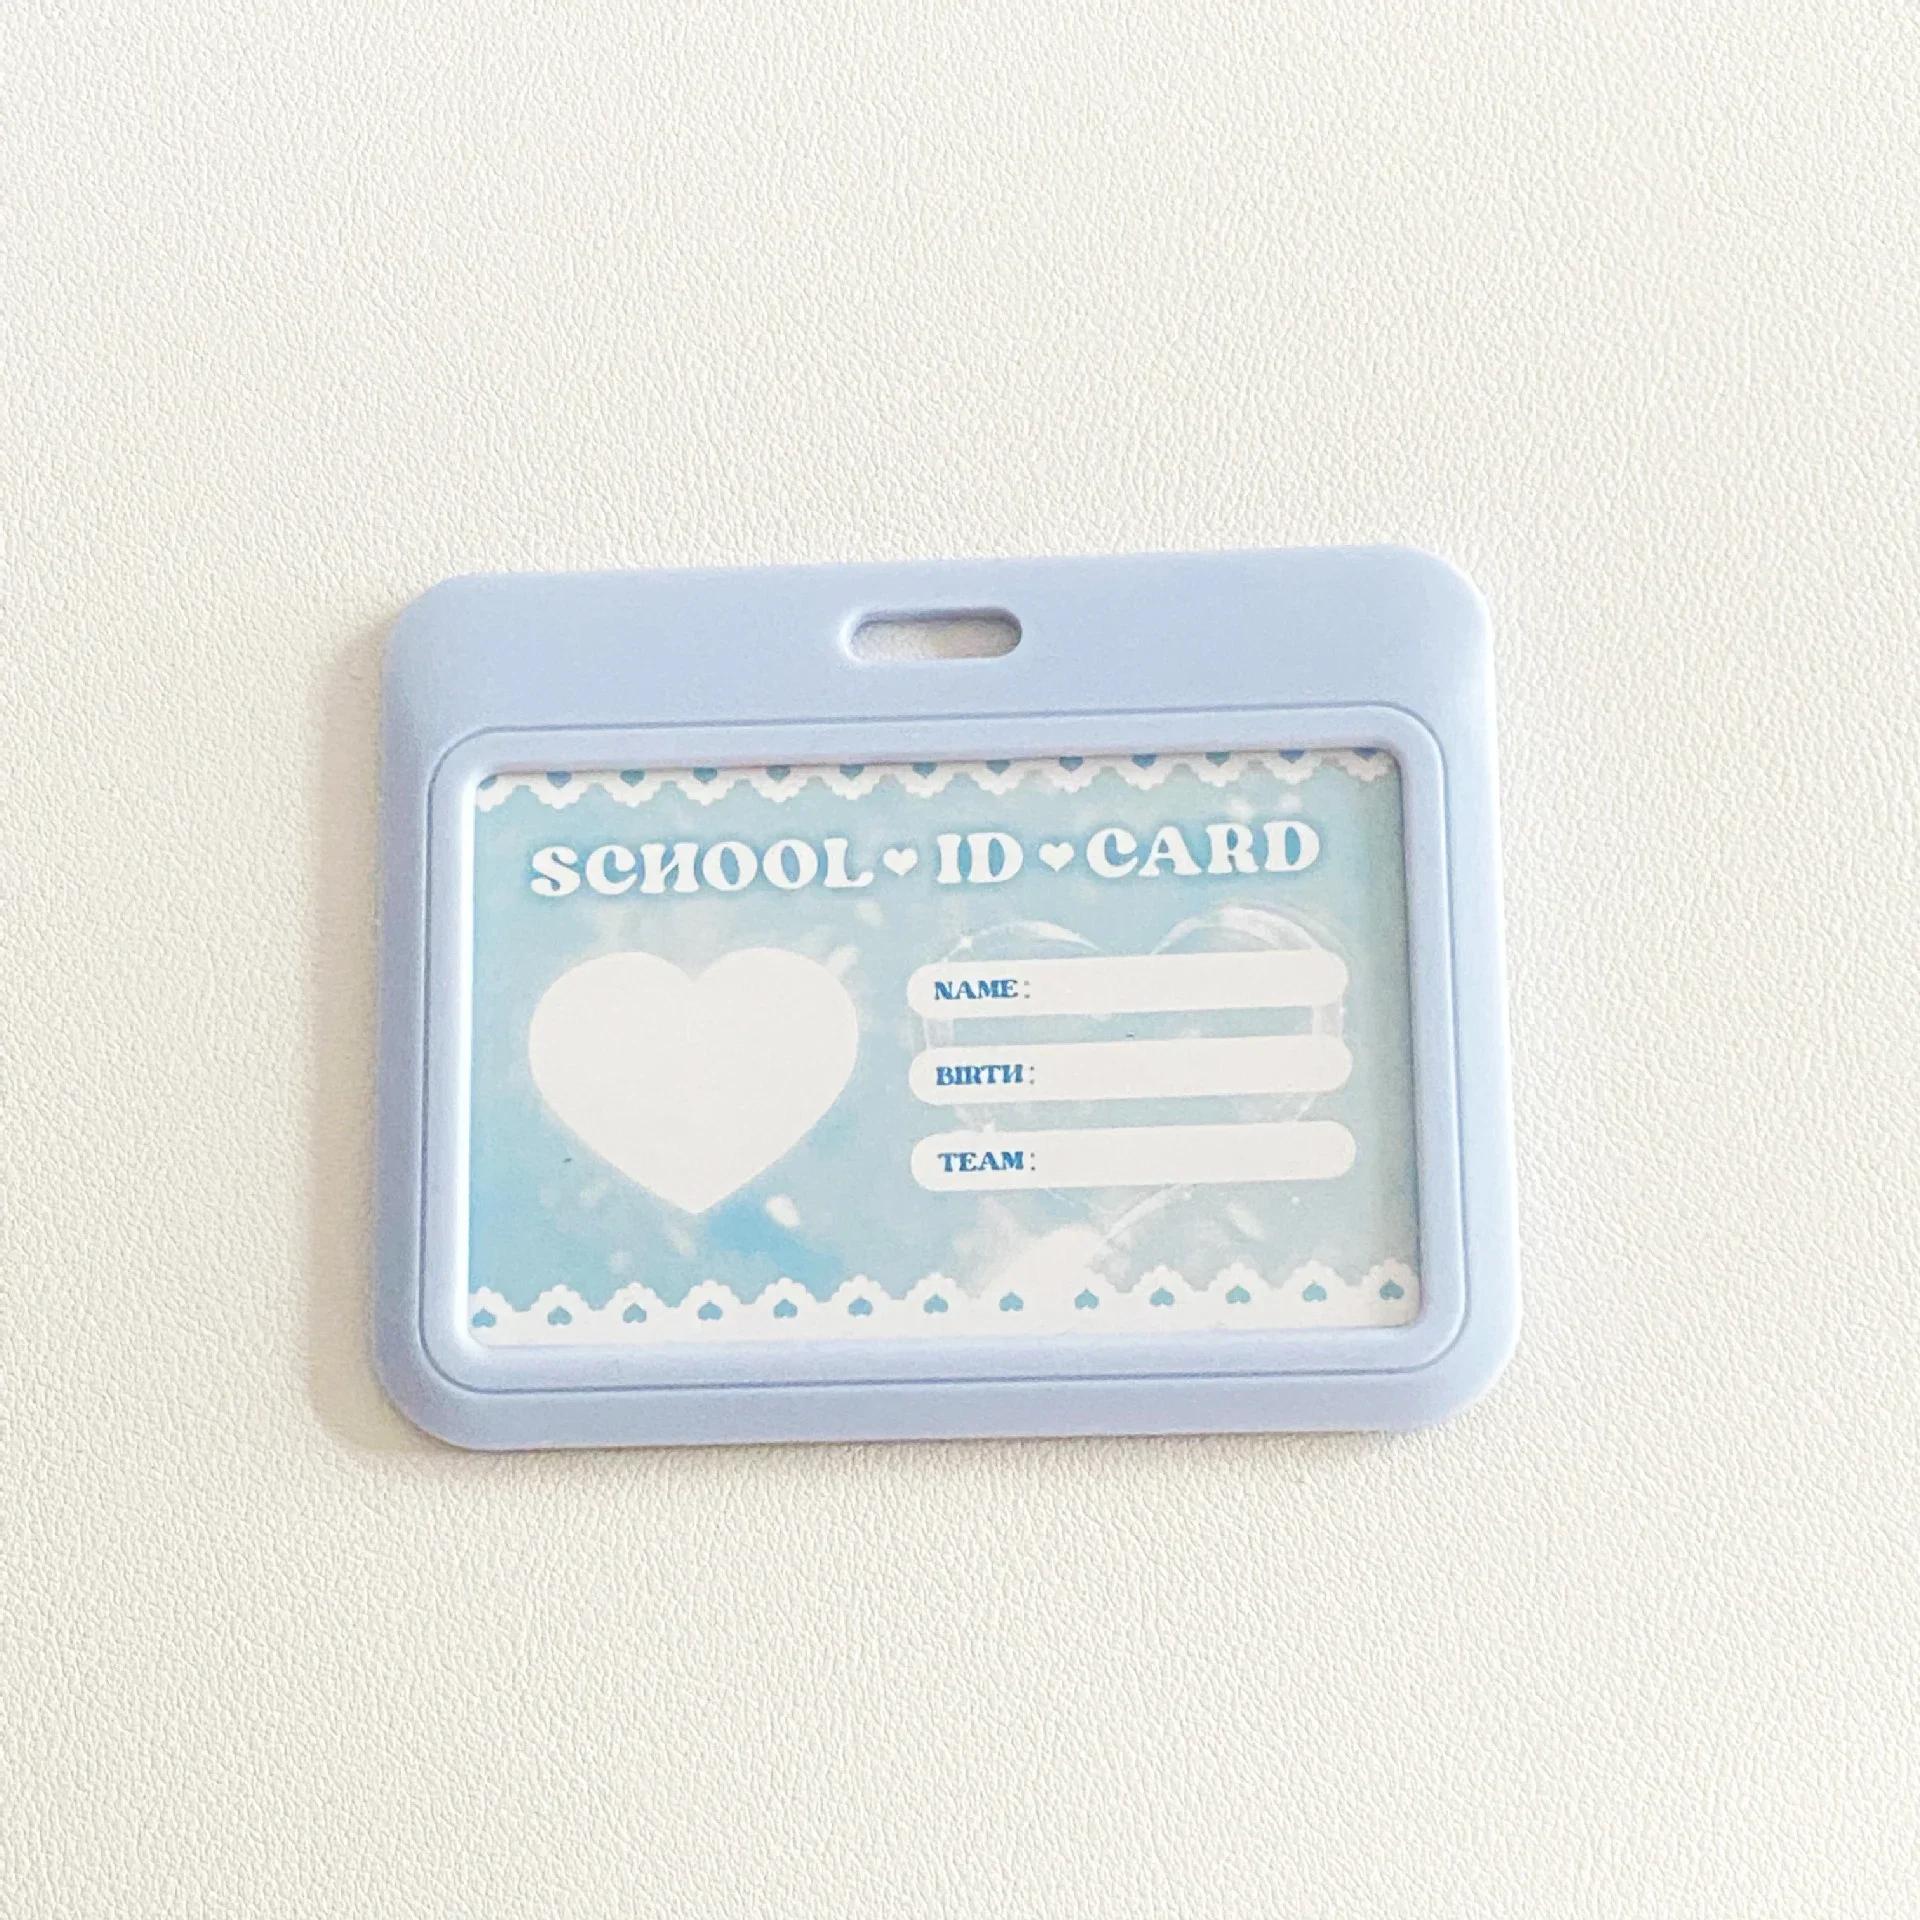 SCHOOL ♥ ID ♥ CARD
NAME:
BIRTH:
TEAM: